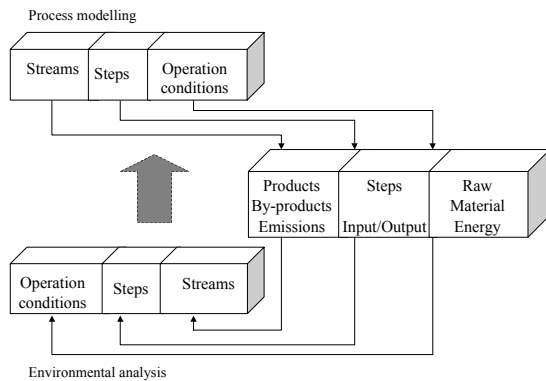 Process modelling
Streams
Steps
Operation
conditions
Products
By-products
Emissions
Steps
Input/Output
Raw
Material
Energy
Operation
conditions
Steps
Streams
Environmental analysis